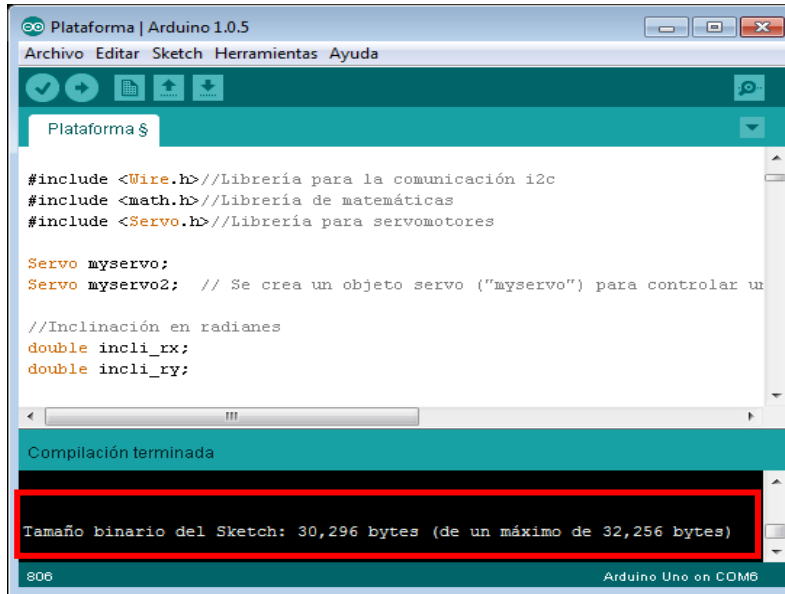 Plataforma | Arduino 1.0.5
Archivo Editar Sketch Herramientas Ayuda
Plataforma §
#include <Wire.h>//Librería para la comunicación i2c
#include <math.h>//Librería de matemáticas
#include <Servo.h>//Librería para servomotores
Servo myservo;
Servo myservo2;  // Se crea un objeto servo ("myservo") para controlar un
//Inclinación en radianes
double incli_rx;
double incli_ry;
Compilación terminada
Tamaño binario del Sketch: 30,296 bytes (de un máximo de 32,256 bytes)
806 Arduino Uno on COM6